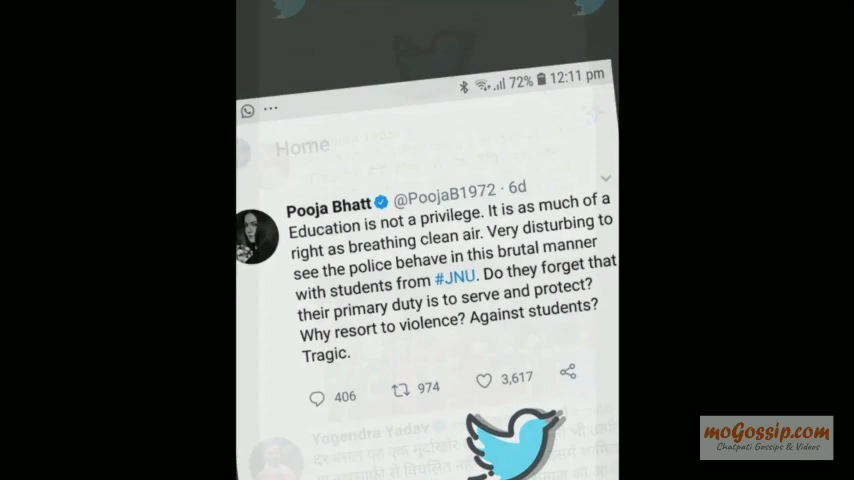 72% 12:11 pm
Home
Pooja Bhatt @PoojaB1972 · 6d
Education is not a privilege. It is as much of a
right as breathing clean air. Very disturbing to
see the police behave in this brutal manner
with students from #JNU. Do they forget that
their primary duty is to serve and protect?
Why resort to violence? Against students?
Tragic.
406 974 3,617
Yogendra Yadav
दरअसल यह एक मुर्दाखोर
moGossip.com
Chatpati Gossips & Videos